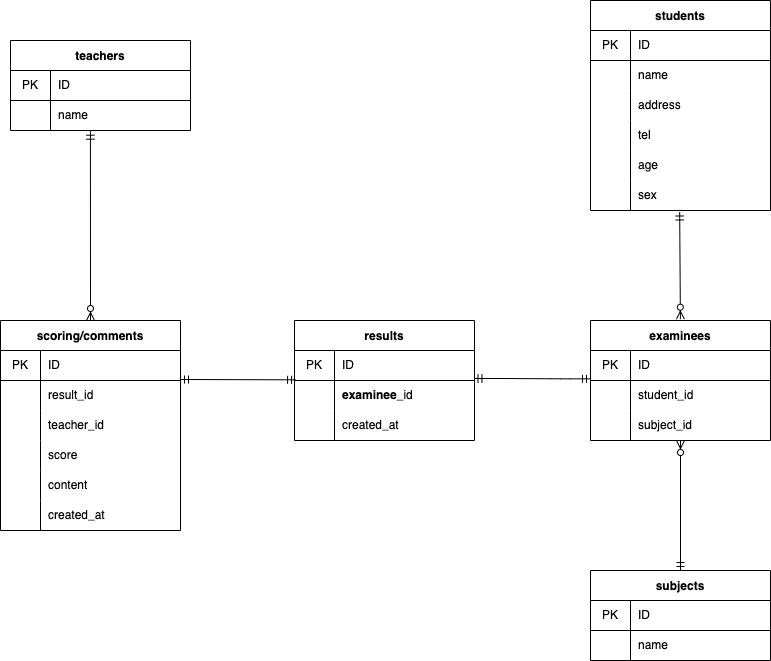 teachers
PK ID
name
students
PK ID
name
address
tel
age
sex
scoring/comments
PK ID
result_id
teacher_id
score
content
created_at
results
PK ID
examinee_id
created_at
examinees
PK ID
student_id
subject_id
subjects
PK ID
name